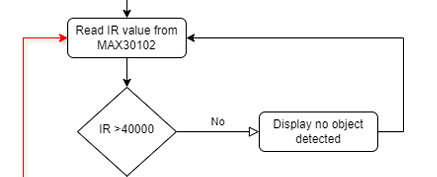 Read IR value from
MAX30102
IR >40000
No
Display no object
detected